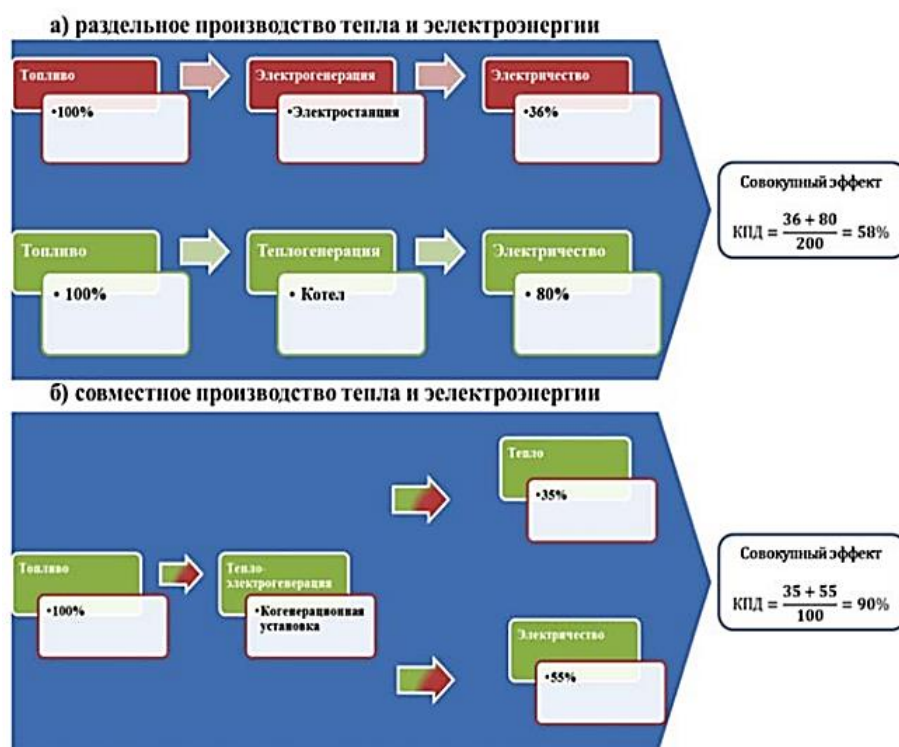 а) раздельное производство тепла и эелектроэнергии
Топливо
•100%
Электрогенерация
•Электростанция
Электричество
•36%
Топливо
• 100%
Теплогенерация
• Котел
Электричество
• 80%
Совокупный эффект
КПД = 36 + 80 / 200 = 58%
б) совместное производство тепла и эелектроэнергии
Топливо
•100%
Тепло-
электрогенерация
•Когенерационная
установка
Тепло
•35%
Электричество
•55%
Совокупный эффект
КПД = 35 + 55 / 100 = 90%